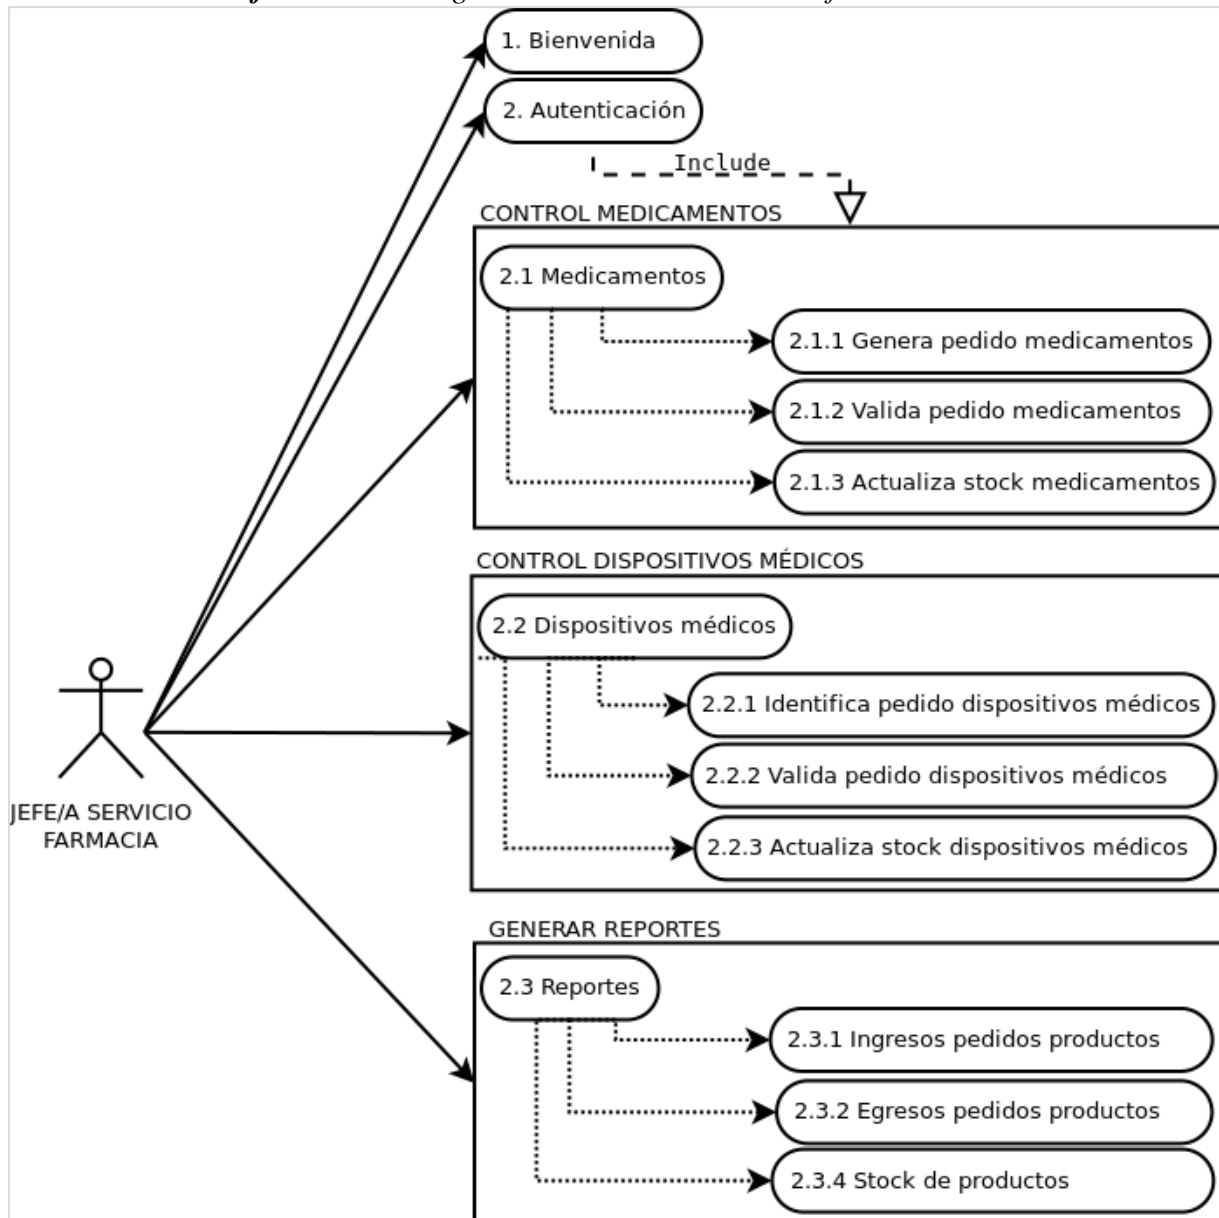 1. Bienvenida
2. Autenticación
Include
CONTROL MEDICAMENTOS
2.1 Medicamentos
2.1.1 Genera pedido medicamentos
2.1.2 Valida pedido medicamentos
2.1.3 Actualiza stock medicamentos
CONTROL DISPOSITIVOS MÉDICOS
2.2 Dispositivos médicos
2.2.1 Identifica pedido dispositivos médicos
2.2.2 Valida pedido dispositivos médicos
2.2.3 Actualiza stock dispositivos médicos
JEFE/A SERVICIO
FARMACIA
GENERAR REPORTES
2.3 Reportes
2.3.1 Ingresos pedidos productos
2.3.2 Egresos pedidos productos
2.3.4 Stock de productos